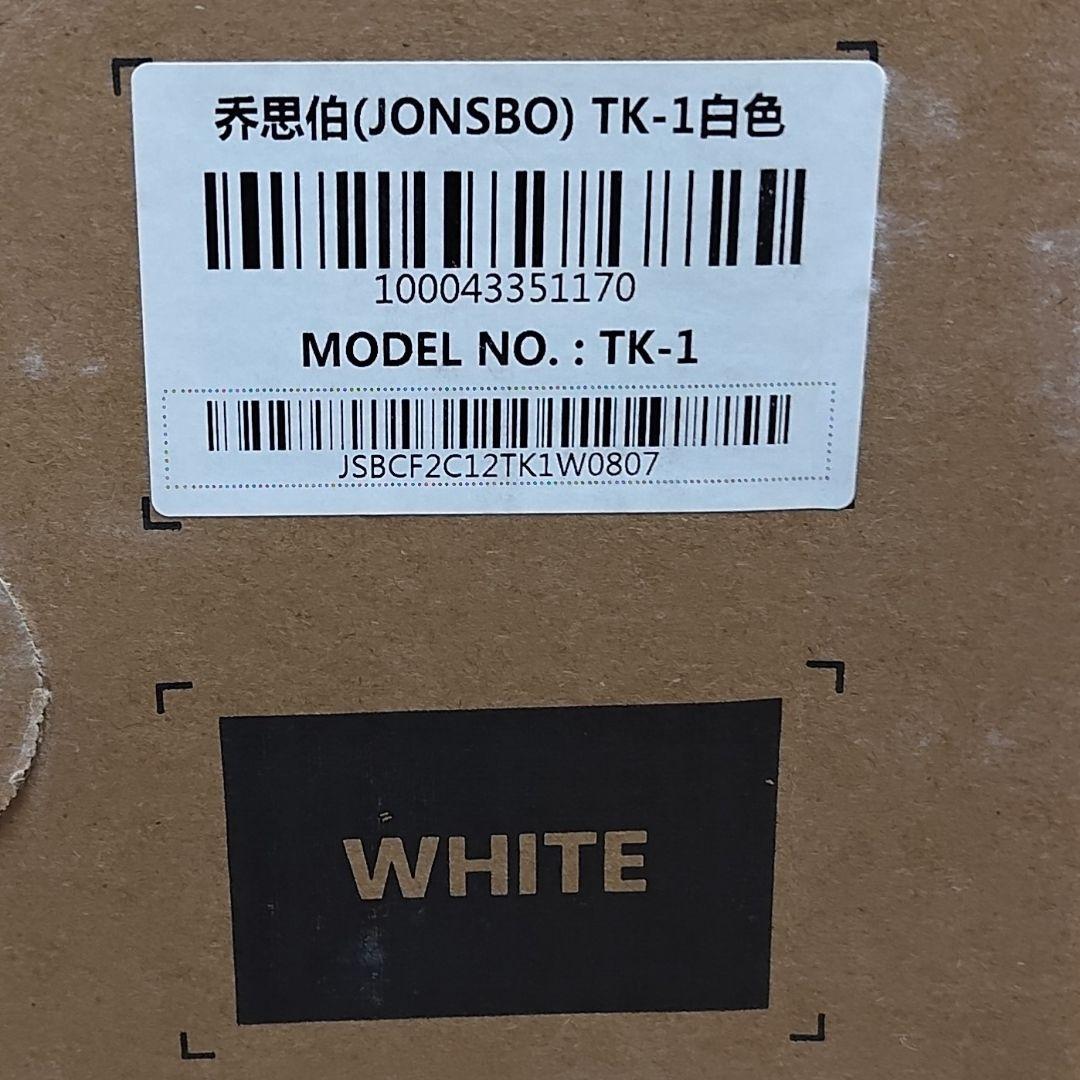 乔思伯(JONSBO) TK-1白色
100043351170
MODEL NO. : TK-1
JSBCF2C12TK1W0807
WHITE